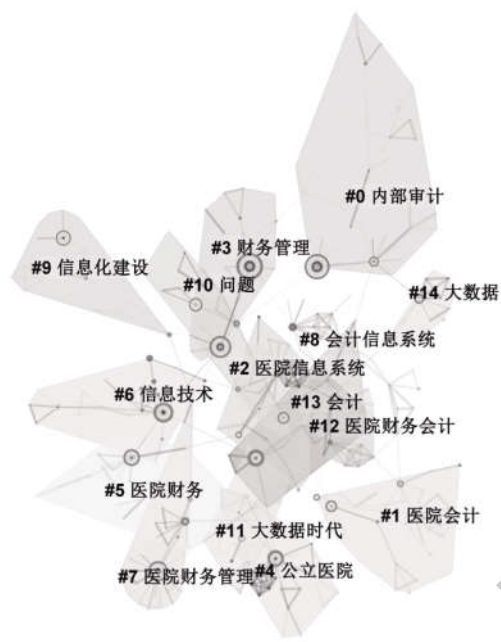 #0 内部审计
#3 财务管理
#9 信息化建设
#10 问题
#14 大数据
#8 会计信息系统
#2 医院信息系统
#6 信息技术
#13 会计
#12 医院财务会计
#5 医院财务
#1 医院会计
#11 大数据时代
#7 医院财务管理
#4 公立医院